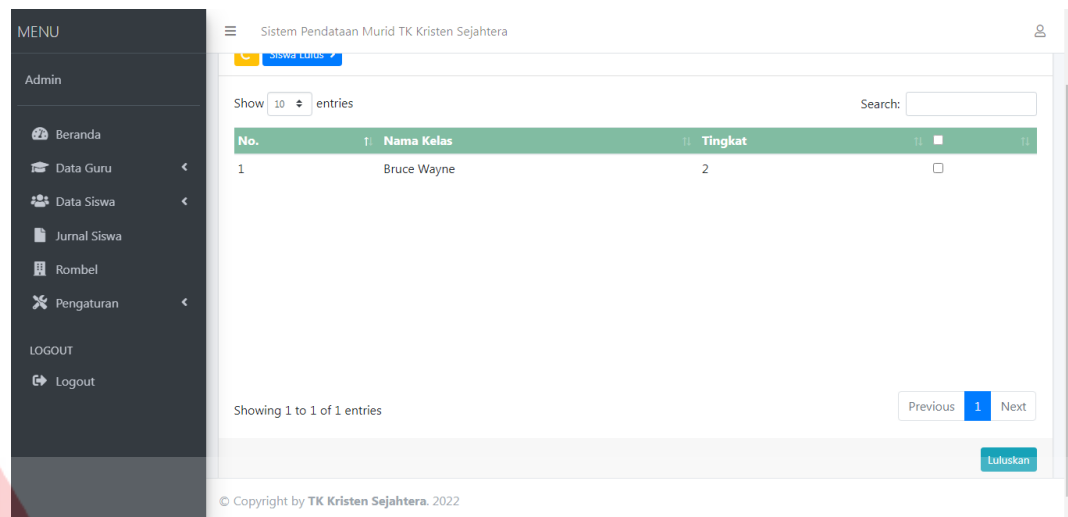 MENU
Sistem Pendataan Murid TK Kristen Sejahtera
Admin
Beranda
Data Guru
Data Siswa
Jurnal Siswa
Rombel
Pengaturan
LOGOUT
Logout
Siswa Lulus
Show 10 entries
Search:
No. Nama Kelas Tingkat
1 Bruce Wayne 2
Showing 1 to 1 of 1 entries
Previous 1 Next
Luluskan
© Copyright by TK Kristen Sejahtera. 2022